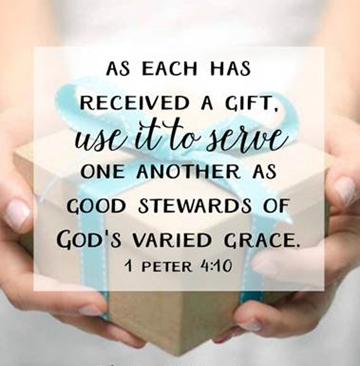 AS EACH HAS
RECEIVED A GIFT,
use it to serve
ONE ANOTHER AS
GOOD STEWARDS OF
GOD'S VARIED GRACE.
1 PETER 4:10